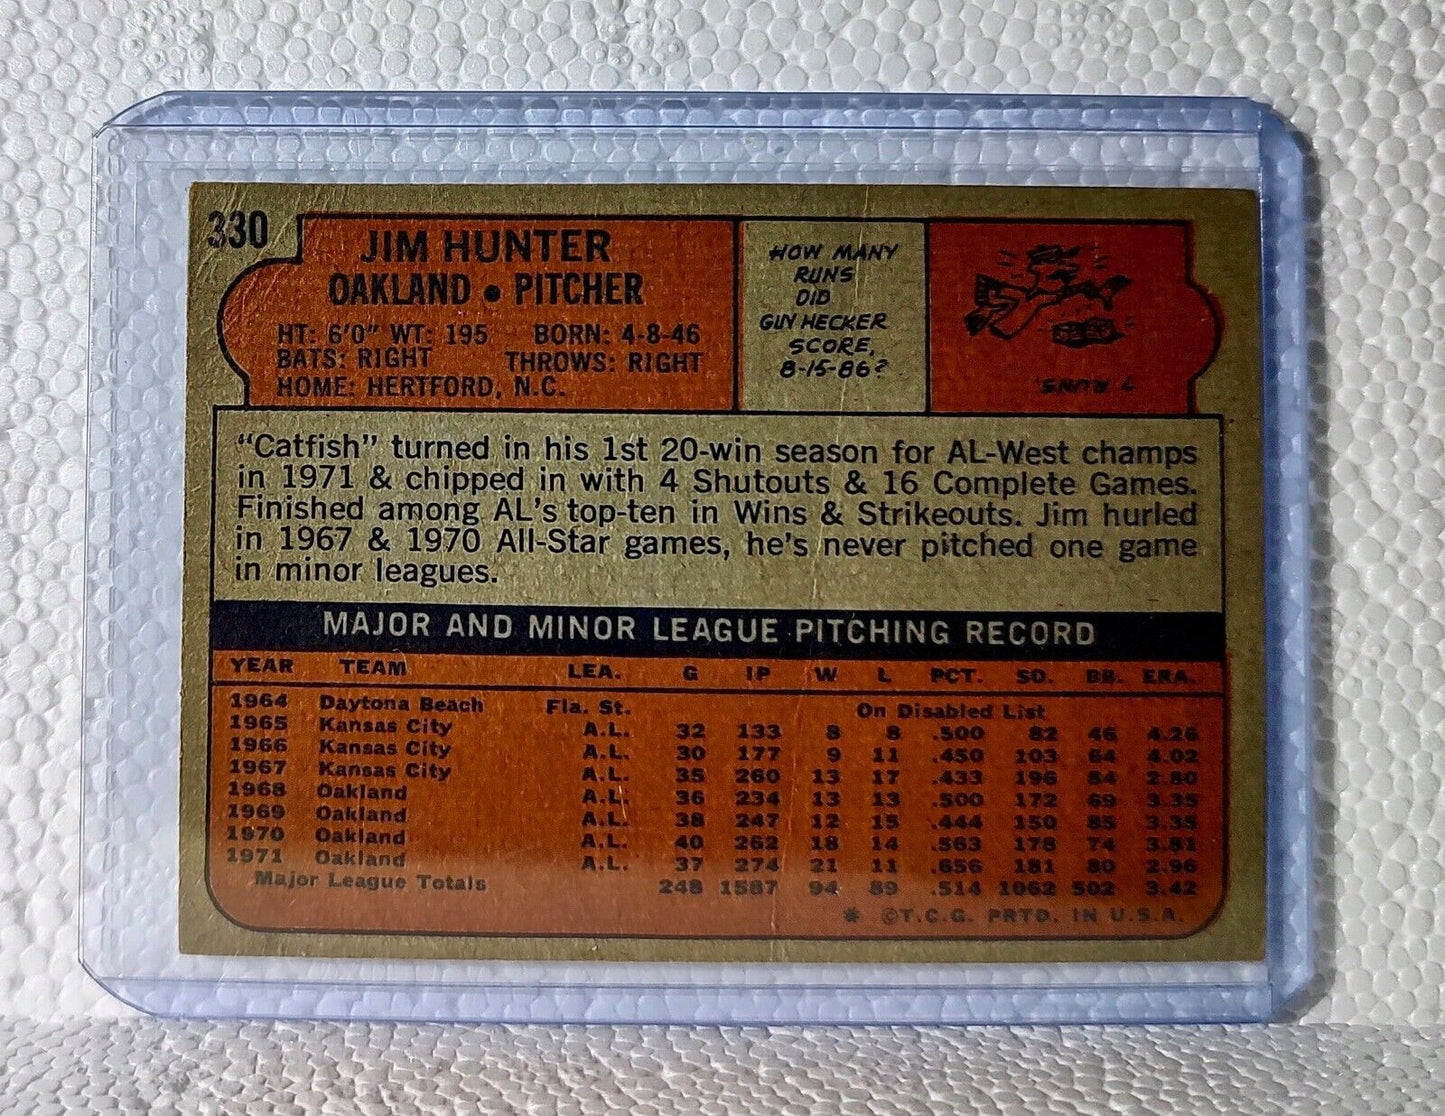 330
JIM HUNTER
OAKLAND • PITCHER
HT: 6'0" WT: 195 BORN: 4-8-46
BATS: RIGHT THROWS: RIGHT
HOME: HERTFORD, N.C.
HOW MANY
RUNS
DID
GUY HECKER
SCORE,
8-15-86?
7 RUNS.
"Catfish" turned in his 1st 20-win season for AL-West champs
in 1971 & chipped in with 4 Shutouts & 16 Complete Games.
Finished among AL's top-ten in Wins & Strikeouts. Jim hurled
in 1967 & 1970 All-Star games, he's never pitched one game
in minor leagues.
MAJOR AND MINOR LEAGUE PITCHING RECORD
YEAR TEAM LEA. G IP W L PCT. SO. BB. ERA.
1964 Daytona Beach Fla. St. On Disabled List
1965 Kansas City A.L. 32 133 8 8 .500 82 46 4.26
1966 Kansas City A.L. 30 177 9 11 .450 103 64 4.02
1967 Kansas City A.L. 35 260 13 17 .433 196 84 2.80
1968 Oakland A.L. 36 234 13 13 .500 172 69 3.35
1969 Oakland A.L. 38 247 12 15 .444 150 85 3.35
1970 Oakland A.L. 40 262 18 14 .563 178 74 3.81
1971 Oakland A.L. 37 274 21 11 .656 181 80 2.96
Major League Totals 248 1587 94 89 .514 1062 502 3.42
* ©T.C.G. PRTD. IN U.S.A.